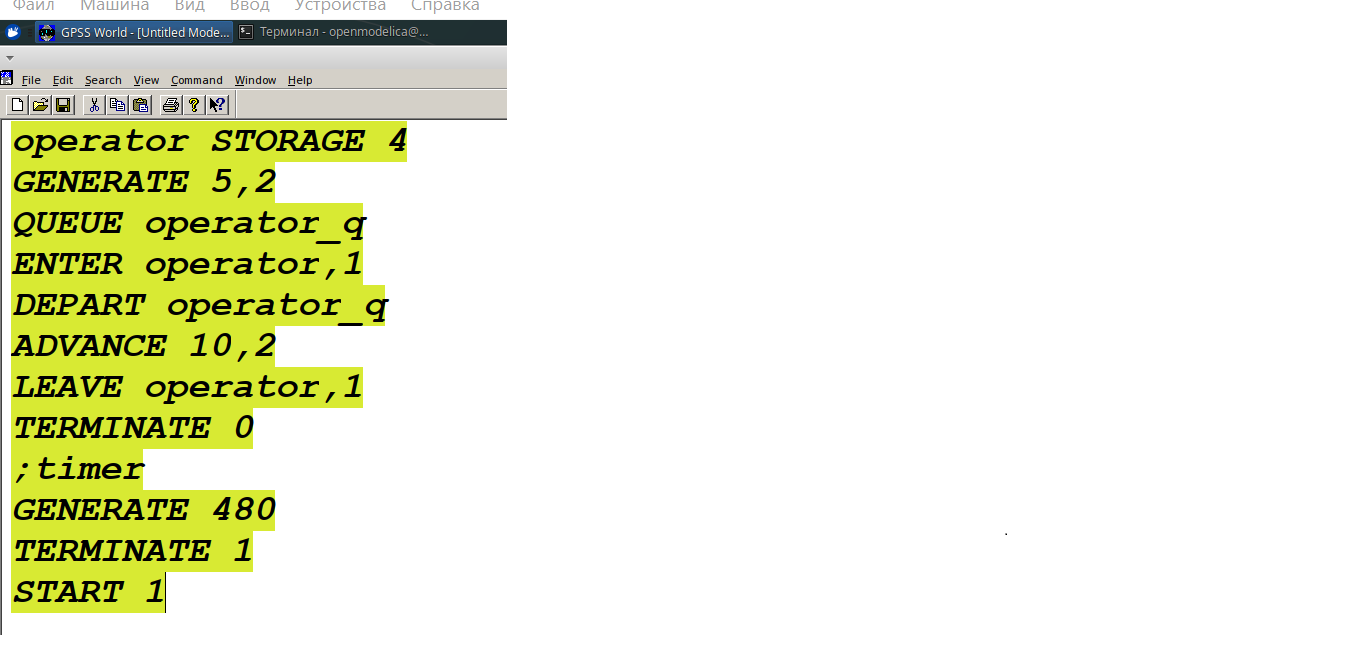 Файл Машина Вид Ввод Устройства Справка
GPSS World - [Untitled Mode... Терминал - openmodelica@...
File Edit Search View Command Window Help
operator STORAGE 4
GENERATE 5,2
QUEUE operator_q
ENTER operator,1
DEPART operator_q
ADVANCE 10,2
LEAVE operator,1
TERMINATE 0
;timer
GENERATE 480
TERMINATE 1
START 1